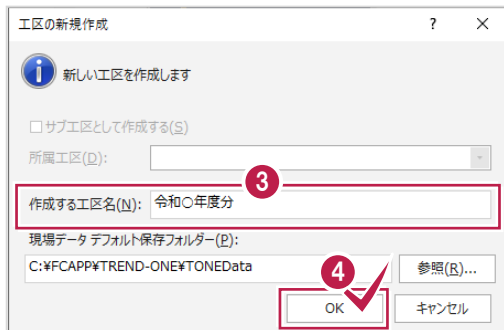 工区の新規作成 ? ×
新しい工区を作成します
サブ工区として作成する(S)
所属工区(D):
3
作成する工区名(N): 令和○年度分
現場データ デフォルト保存フォルダー(P):
C:¥FCAPP¥TREND-ONE¥TONEData 参照(R)...
4
OK キャンセル